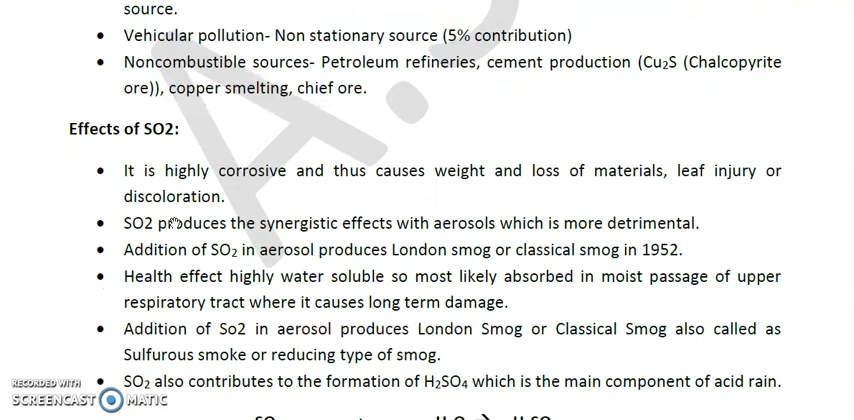 source.
• Vehicular pollution- Non stationary source (5% contribution)
• Noncombustible sources- Petroleum refineries, cement production (Cu₂S (Chalcopyrite
ore)), copper smelting, chief ore.
Effects of SO2:
• It is highly corrosive and thus causes weight and loss of materials, leaf injury or
discoloration.
• SO2 produces the synergistic effects with aerosols which is more detrimental.
• Addition of SO₂ in aerosol produces London smog or classical smog in 1952.
• Health effect highly water soluble so most likely absorbed in moist passage of upper
respiratory tract where it causes long term damage.
• Addition of So2 in aerosol produces London Smog or Classical Smog also called as
Sulfurous smoke or reducing type of smog.
• SO₂ also contributes to the formation of H₂SO₄ which is the main component of acid rain.
RECORDED WITH
SCREENCAST MATIC